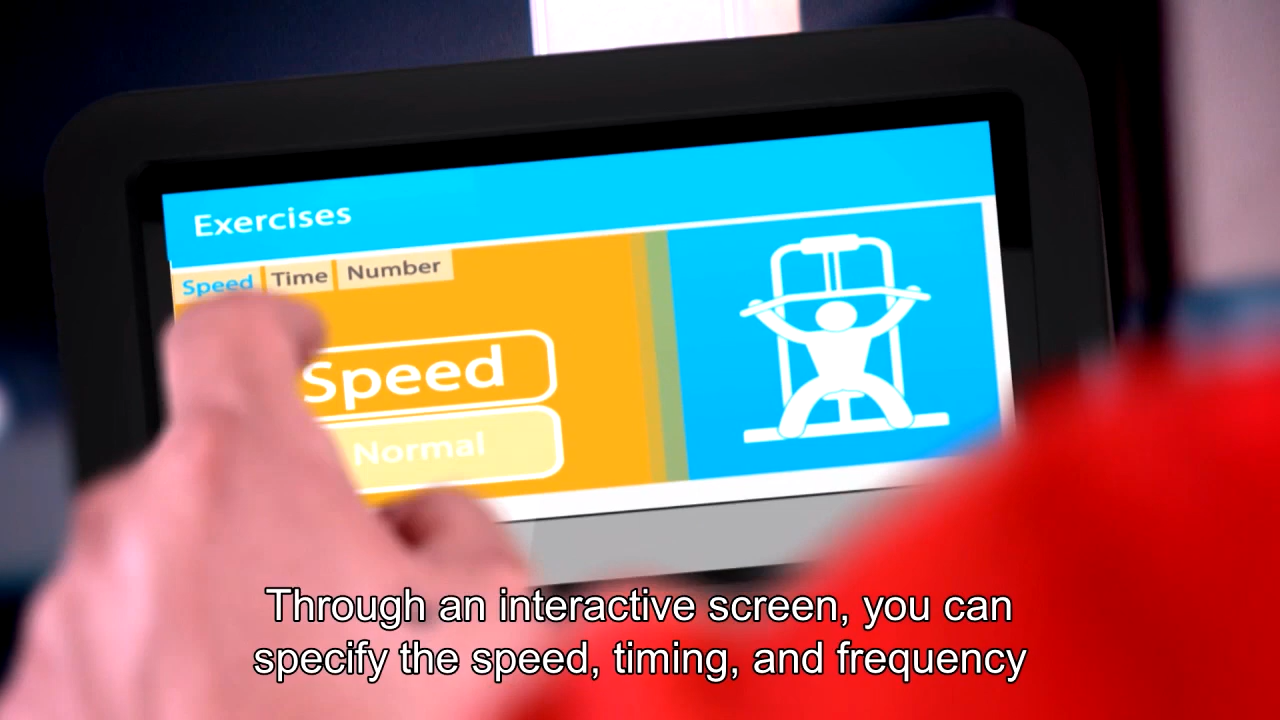 Exercises
Speed Time Number
Speed
Normal
Through an interactive screen, you can
specify the speed, timing, and frequency